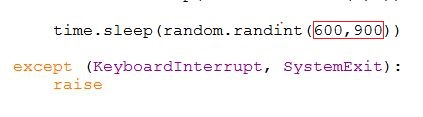 time.sleep(random.randint(600,900))
except (KeyboardInterrupt, SystemExit):
raise